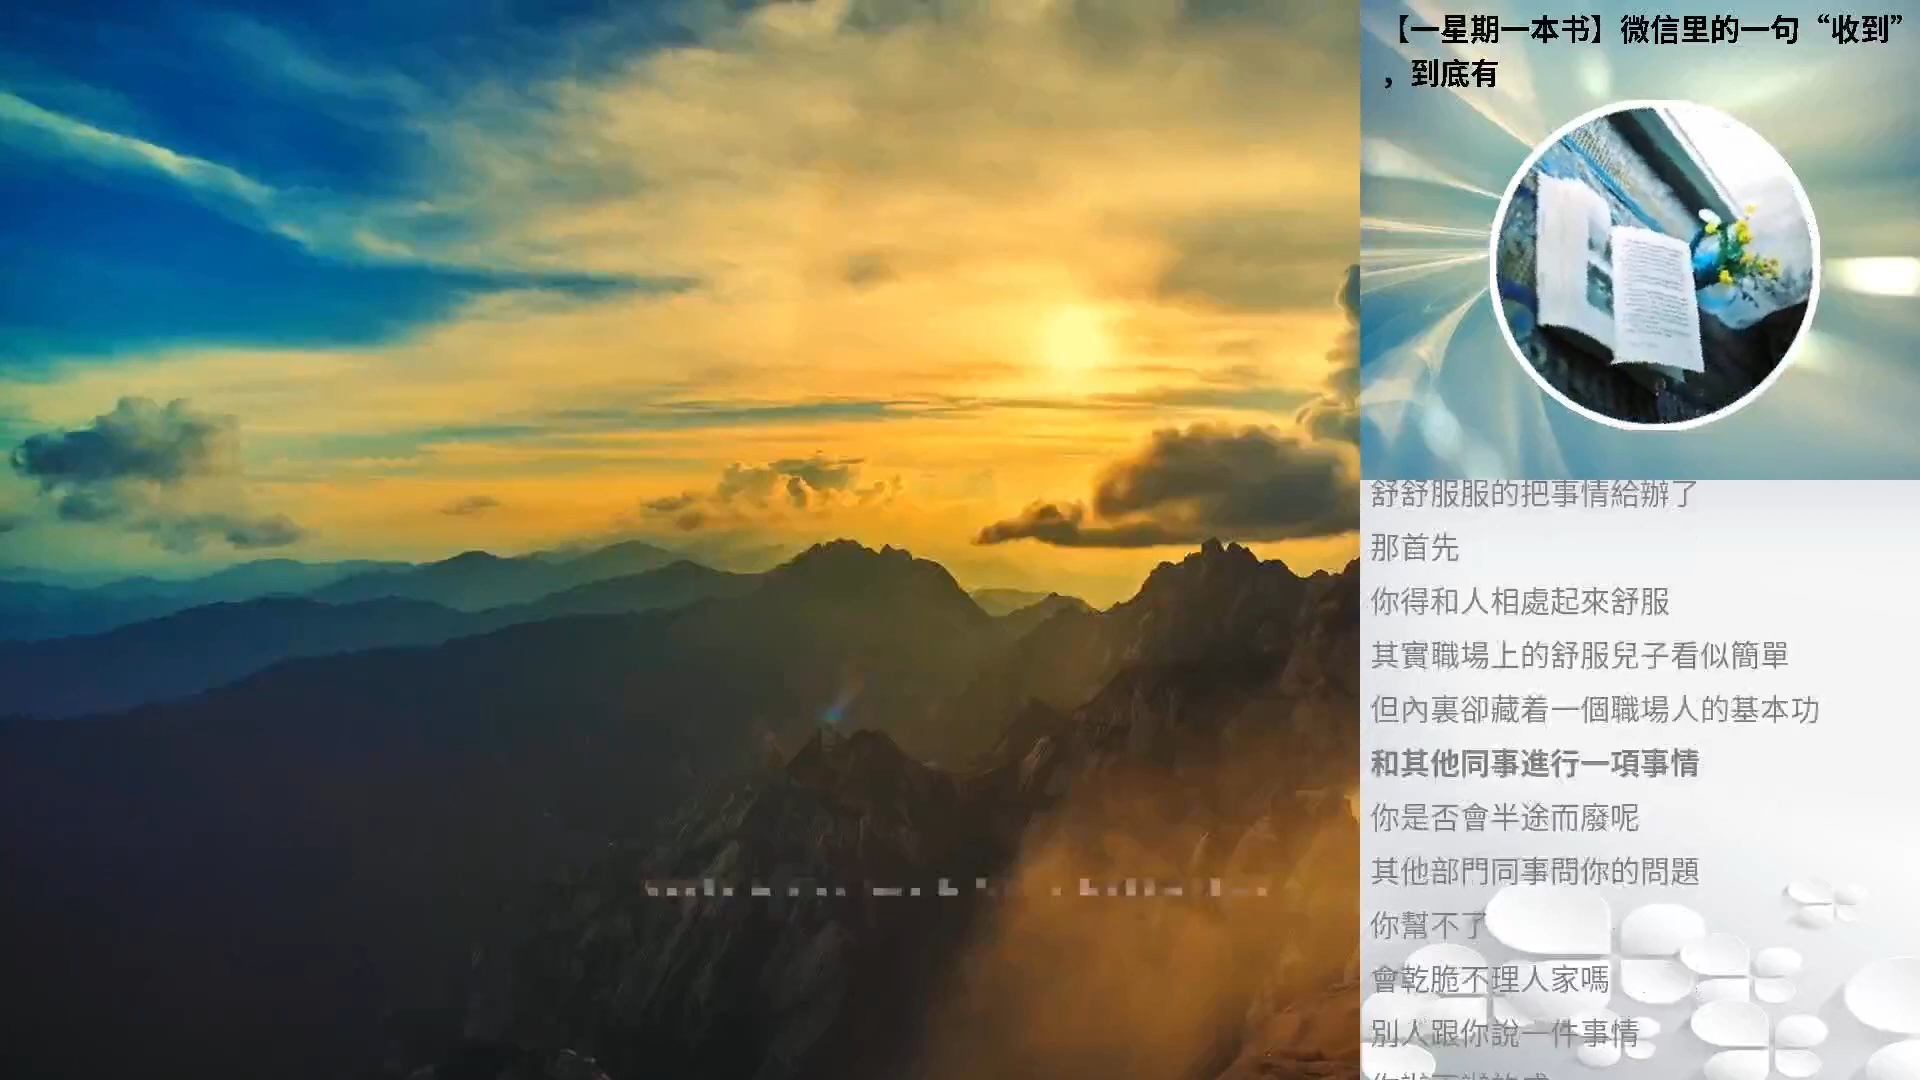 【一星期一本书】微信里的一句“收到”
，到底有
舒舒服服的把事情給辦了
那首先
你得和人相處起來舒服
其實職場上的舒服兒子看似簡單
但內裏卻藏着一個職場人的基本功
和其他同事進行一項事情
你是否會半途而廢呢
其他部門同事問你的問題
你幫不了
會乾脆不理人家嗎
別人跟你說一件事情